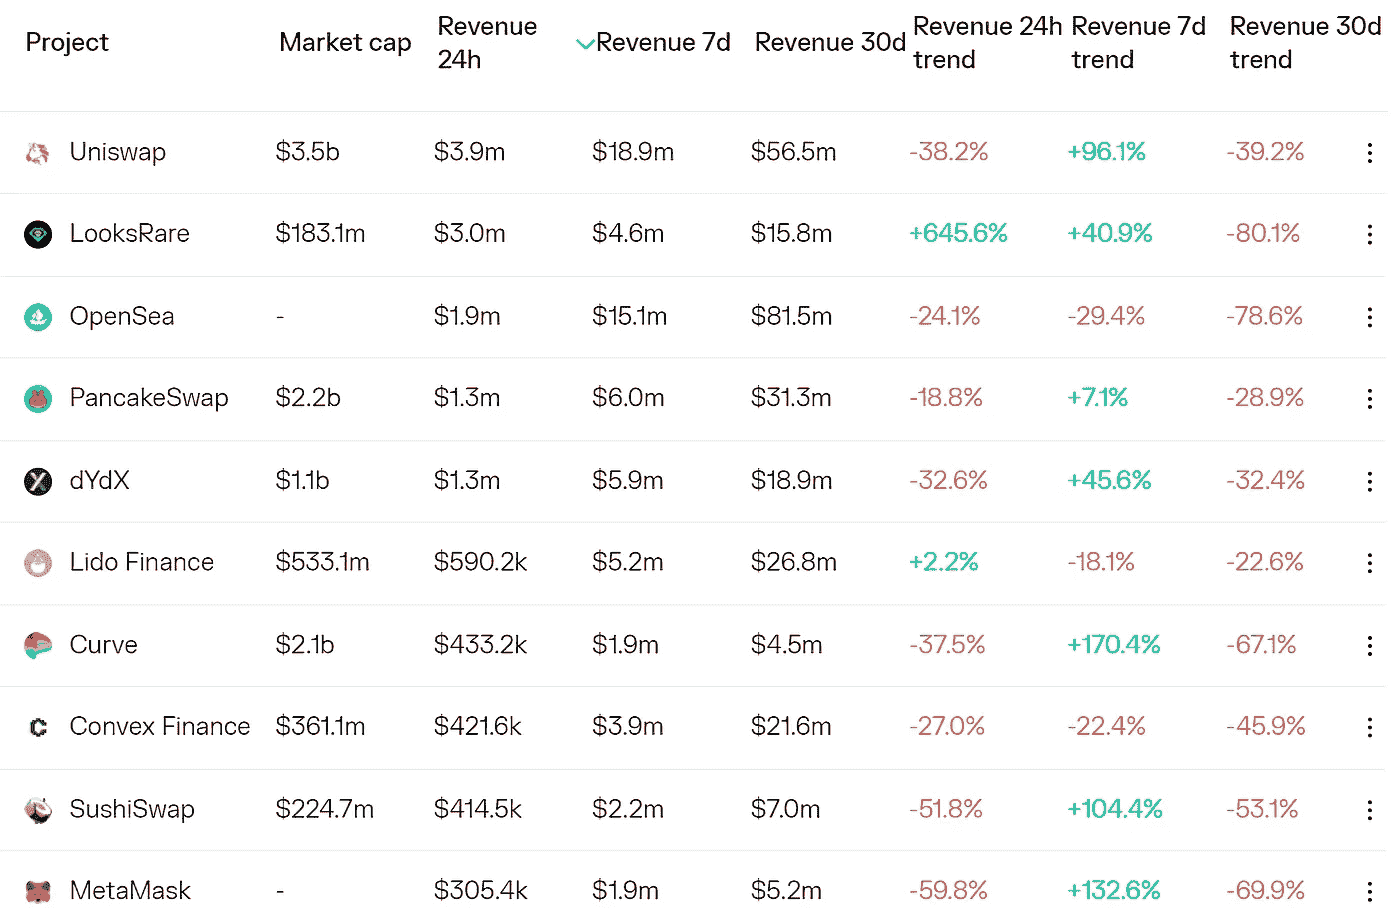 Project Market cap Revenue 24h Revenue 7d Revenue 30d Revenue 24h trend Revenue 7d trend Revenue 30d trend
Uniswap $3.5b $3.9m $18.9m $56.5m -38.2% +96.1% -39.2%
LooksRare $183.1m $3.0m $4.6m $15.8m +645.6% +40.9% -80.1%
OpenSea - $1.9m $15.1m $81.5m -24.1% -29.4% -78.6%
PancakeSwap $2.2b $1.3m $6.0m $31.3m -18.8% +7.1% -28.9%
dYdX $1.1b $1.3m $5.9m $18.9m -32.6% +45.6% -32.4%
Lido Finance $533.1m $590.2k $5.2m $26.8m +2.2% -18.1% -22.6%
Curve $2.1b $433.2k $1.9m $4.5m -37.5% +170.4% -67.1%
Convex Finance $361.1m $421.6k $3.9m $21.6m -27.0% -22.4% -45.9%
SushiSwap $224.7m $414.5k $2.2m $7.0m -51.8% +104.4% -53.1%
MetaMask - $305.4k $1.9m $5.2m -59.8% +132.6% -69.9%